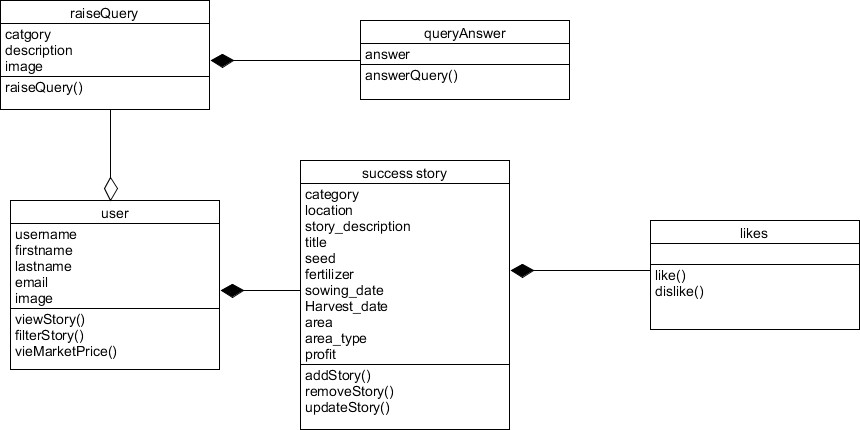 raiseQuery
catgory
description
image
raiseQuery()
queryAnswer
answer
answerQuery()
user
username
firstname
lastname
email
image
viewStory()
filterStory()
vieMarketPrice()
success story
category
location
story_description
title
seed
fertilizer
sowing_date
Harvest_date
area
area_type
profit
addStory()
removeStory()
updateStory()
likes
like()
dislike()